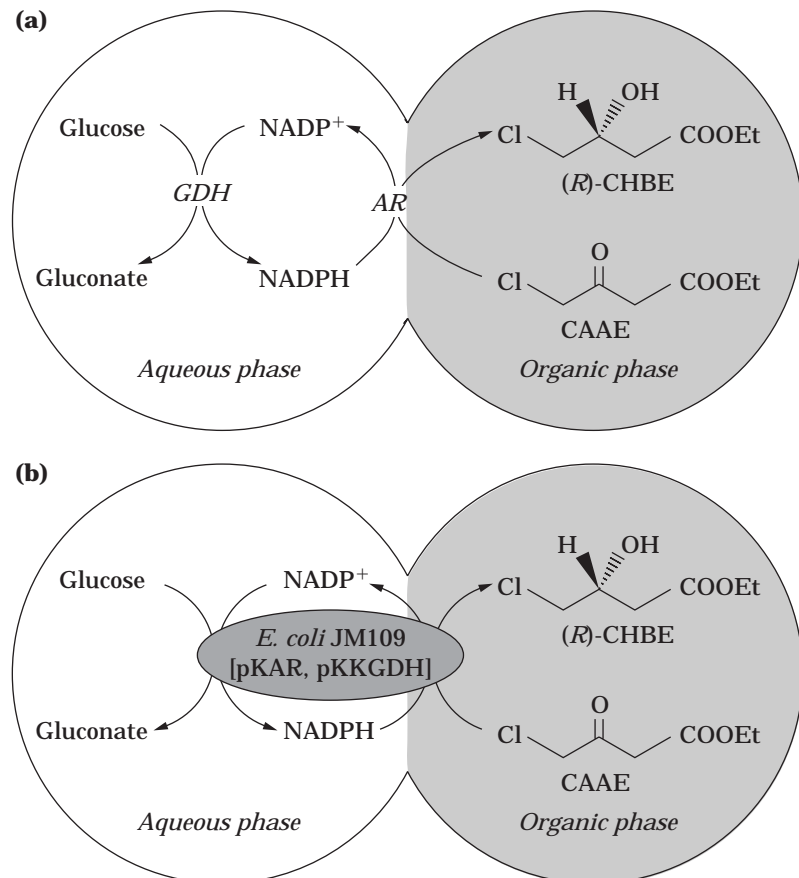 (a)
H OH
Glucose NADP+ Cl COOEt
GDH AR (R)-CHBE
O
Gluconate NADPH Cl COOEt
CAAE
Aqueous phase Organic phase
(b)
H OH
Glucose NADP+ Cl COOEt
E. coli JM109 (R)-CHBE
[pKAR, pKKGDH]
O
Gluconate NADPH Cl COOEt
CAAE
Aqueous phase Organic phase